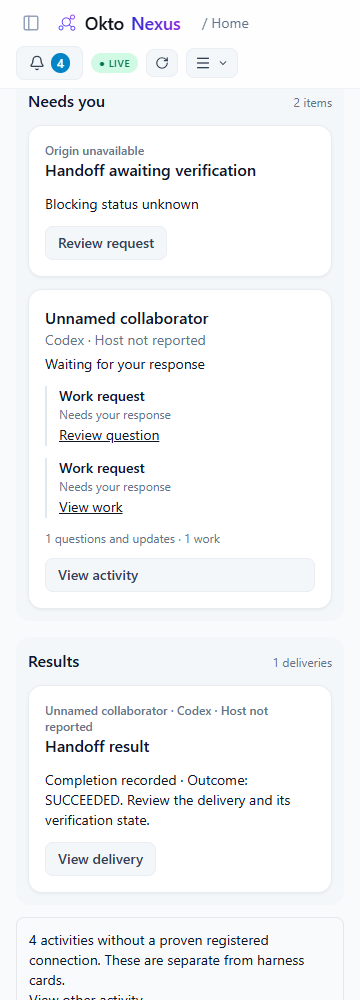 Okto Nexus / Home
4 LIVE
Needs you 2 items
Origin unavailable
Handoff awaiting verification
Blocking status unknown
Review request
Unnamed collaborator
Codex · Host not reported
Waiting for your response
Work request
Needs your response
Review question
Work request
Needs your response
View work
1 questions and updates · 1 work
View activity
Results 1 deliveries
Unnamed collaborator · Codex · Host not
reported
Handoff result
Completion recorded · Outcome:
SUCCEEDED. Review the delivery and its
verification state.
View delivery
4 activities without a proven registered
connection. These are separate from harness
cards.
View other activity